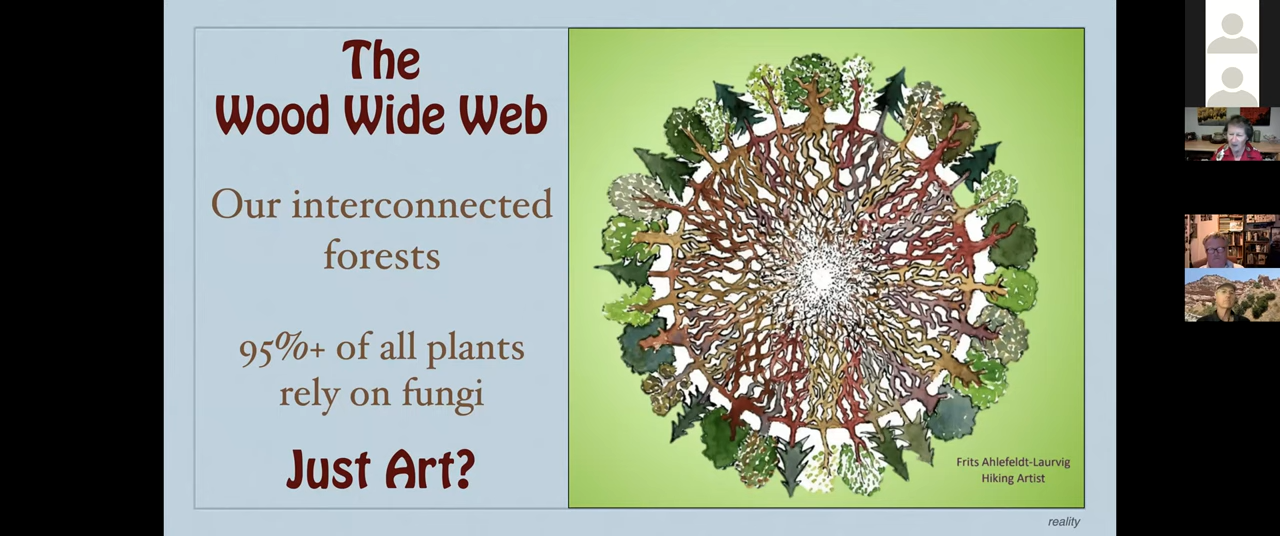 The
Wood Wide Web
Our interconnected
forests
95%+ of all plants
rely on fungi
Just Art?
Frits Ahlefeldt-Laurvig
Hiking Artist
reality